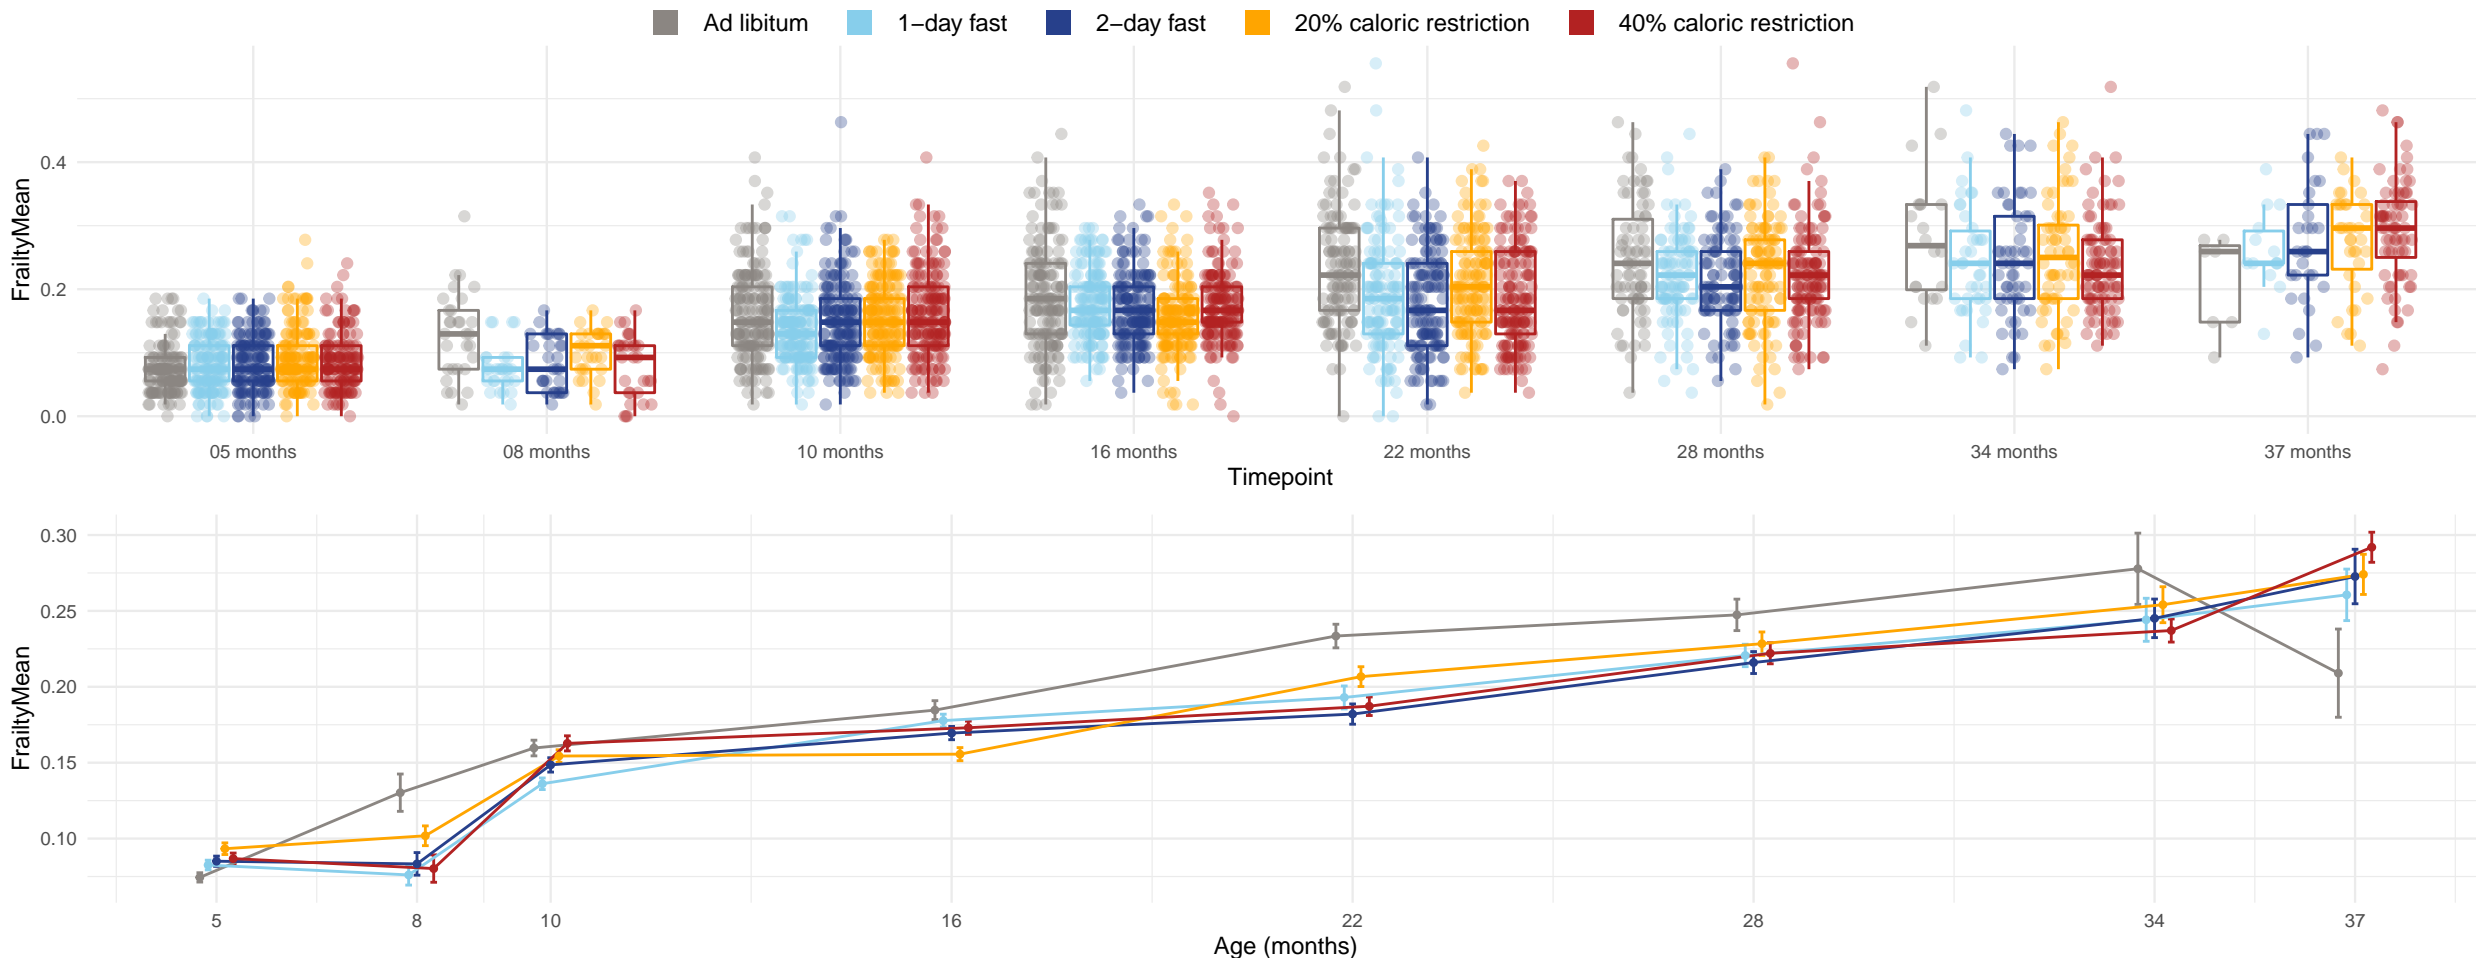 Ad libitum 1−day fast 2−day fast 20% caloric restriction 40% caloric restriction
FrailtyMean
0.4
0.2
0.0
05 months 08 months 10 months 16 months 22 months 28 months 34 months 37 months
Timepoint
FrailtyMean
0.30
0.25
0.20
0.15
0.10
5 8 10 16 22 28 34 37
Age (months)